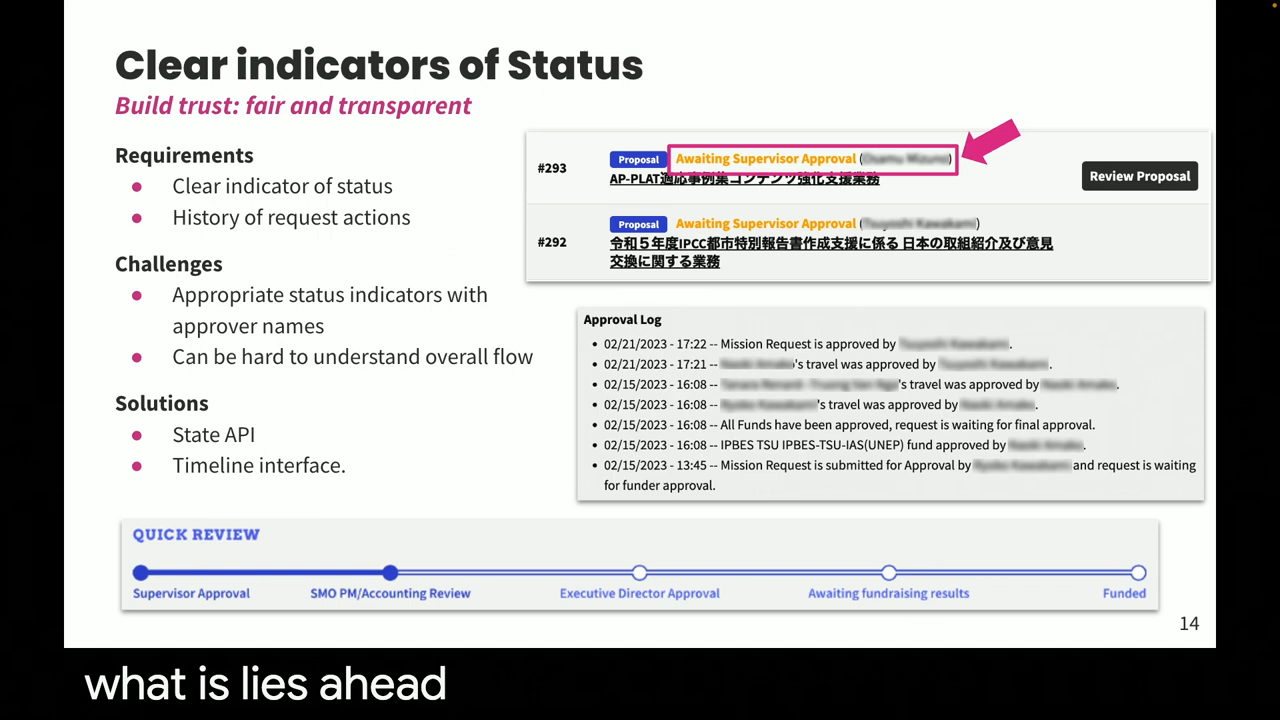 Clear indicators of Status
Build trust: fair and transparent
Requirements
Clear indicator of status
History of request actions
Challenges
Appropriate status indicators with
approver names
Can be hard to understand overall flow
Solutions
State API
Timeline interface.
#293
Proposal Awaiting Supervisor Approval (
AP-PLAT適応事例集コンテンツ強化支援業務
Review Proposal
#292
Proposal Awaiting Supervisor Approval (
令和５年度IPCC都市特別報告書作成支援に係る 日本の取組紹介及び意見
交換に関する業務
Approval Log
• 02/21/2023 - 17:22 -- Mission Request is approved by .
• 02/21/2023 - 17:21 -- 's travel was approved by .
• 02/15/2023 - 16:08 -- 's travel was approved by .
• 02/15/2023 - 16:08 -- 's travel was approved by .
• 02/15/2023 - 16:08 -- All Funds have been approved, request is waiting for final approval.
• 02/15/2023 - 16:08 -- IPBES TSU IPBES-TSU-IAS(UNEP) fund approved by .
• 02/15/2023 - 13:45 -- Mission Request is submitted for Approval by and request is waiting
for funder approval.
QUICK REVIEW
Supervisor Approval
SMO PM/Accounting Review
Executive Director Approval
Awaiting fundraising results
Funded
14
what is lies ahead